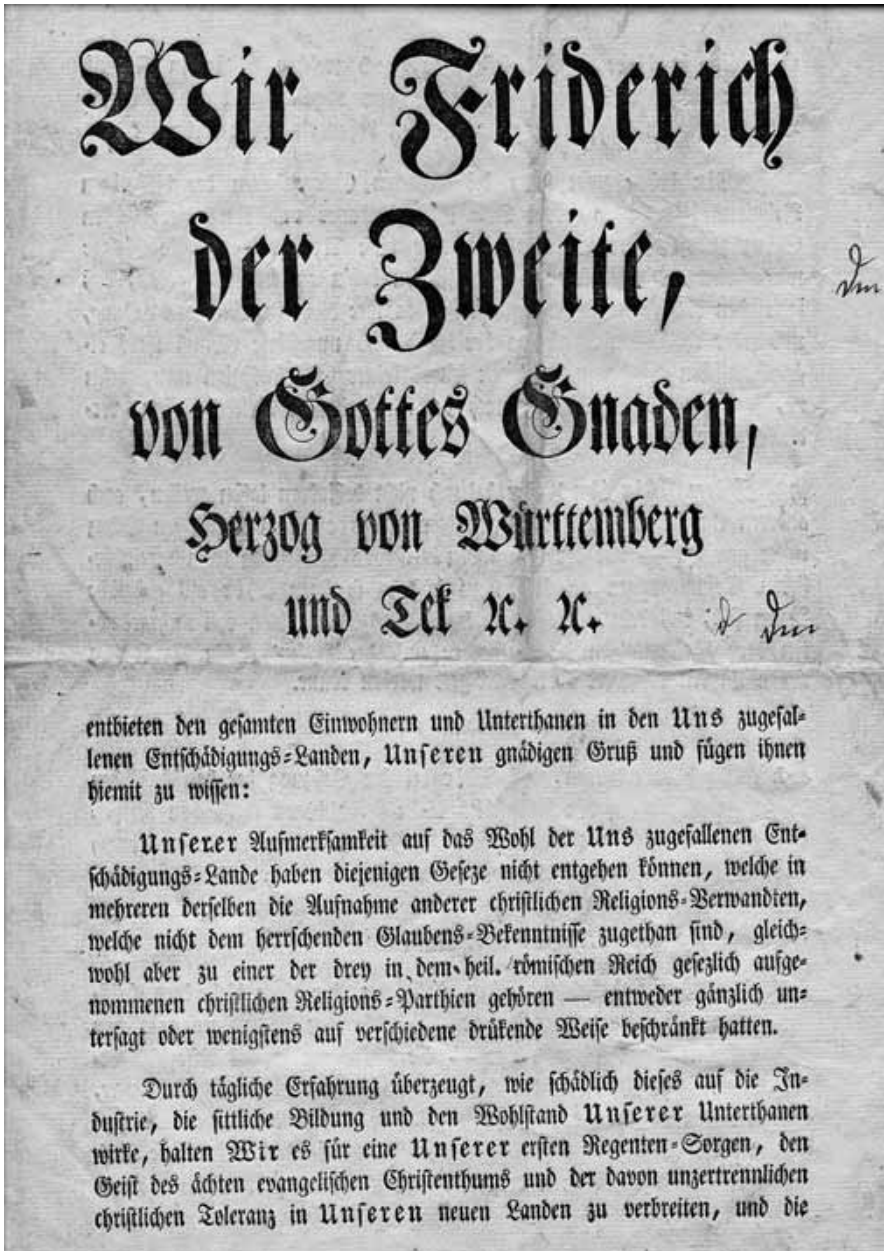 Wir Friderich
der Zweite,
von Gottes Gnaden,
Herzog von Württemberg
und Tek ꝛc. ꝛc.
entbieten den gesamten Einwohnern und Unterthanen in den Uns zugefal-
lenen Entschädigungs-Landen, Unseren gnädigen Gruß und fügen ihnen
hiemit zu wissen:
Unserer Aufmerksamkeit auf das Wohl der Uns zugefallenen Ent-
schädigungs-Lande haben diejenigen Geseze nicht entgehen können, welche in
mehreren derselben die Aufnahme anderer christlichen Religions-Verwandten,
welche nicht dem herrschenden Glaubens-Bekenntnisse zugethan sind, gleich-
wohl aber zu einer der drey in dem heil. römischen Reich gesezlich aufge-
nommenen christlichen Religions-Parthien gehören — entweder gänzlich un-
tersagt oder wenigstens auf verschiedene drükende Weise beschränkt hatten.
Durch tägliche Erfahrung überzeugt, wie schädlich dieses auf die In-
dustrie, die sittliche Bildung und den Wohlstand Unserer Unterthanen
wirke, halten Wir es für eine Unserer ersten Regenten-Sorgen, den
Geist des ächten evangelischen Christenthums und der davon unzertrennlichen
christlichen Toleranz in Unseren neuen Landen zu verbreiten, und die